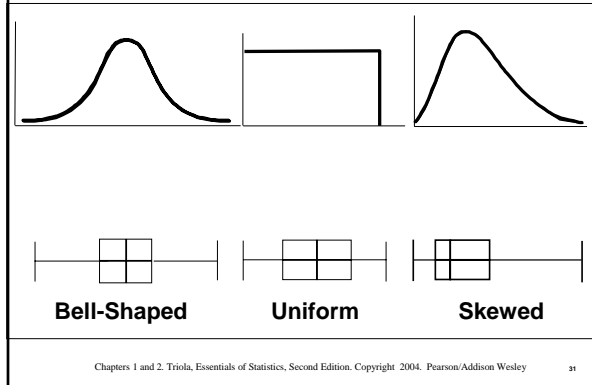 Bell-Shaped Uniform Skewed
Chapters 1 and 2. Triola, Essentials of Statistics, Second Edition. Copyright 2004. Pearson/Addison Wesley 31